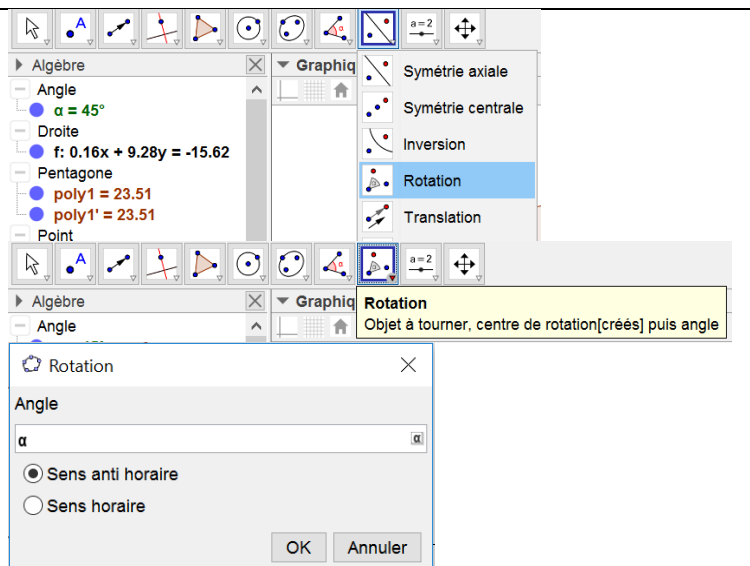 A
α
a=2
Algèbre
Graphiq
Angle
α = 45°
Droite
f: 0.16x + 9.28y = -15.62
Pentagone
poly1 = 23.51
poly1' = 23.51
Point
Symétrie axiale
Symétrie centrale
Inversion
Rotation
Translation
A
α
a=2
Algèbre
Graphiq
Angle
Rotation
Objet à tourner, centre de rotation[créés] puis angle
Rotation
Angle
α
α
Sens anti horaire
Sens horaire
OK Annuler